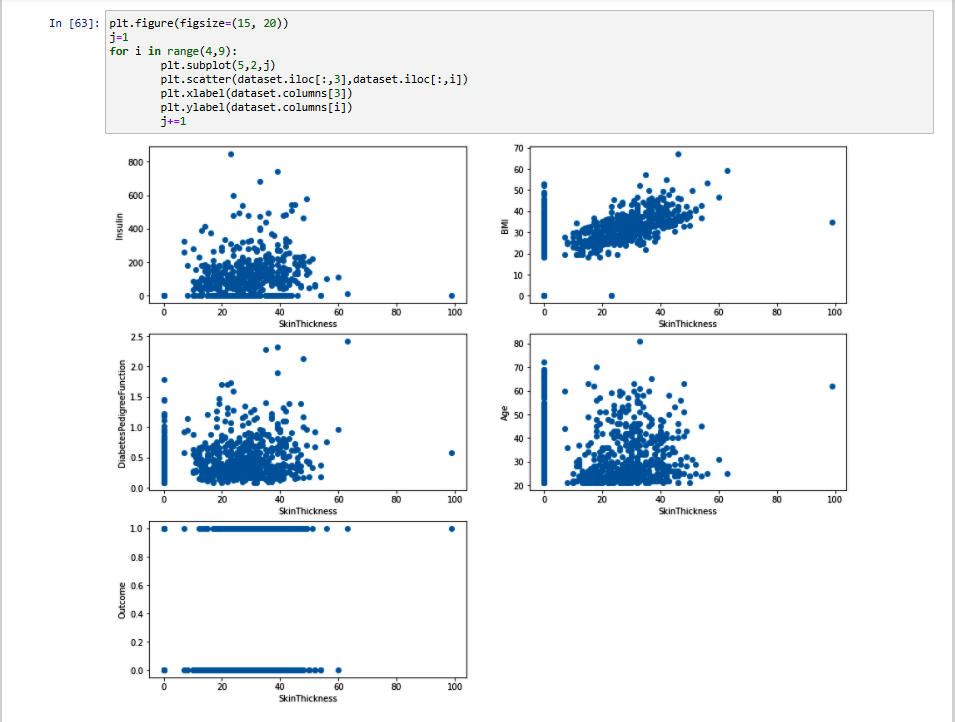 In [63]: plt.figure(figsize=(15, 20))
j=1
for i in range(4,9):
        plt.subplot(5,2,j)
        plt.scatter(dataset.iloc[:,3],dataset.iloc[:,i])
        plt.xlabel(dataset.columns[3])
        plt.ylabel(dataset.columns[i])
        j+=1
800
600
400
200
0
Insulin
0 20 40 60 80 100
SkinThickness
70
60
50
40
30
20
10
0
BMI
0 20 40 60 80 100
SkinThickness
2.5
2.0
1.5
1.0
0.5
0.0
DiabetesPedigreeFunction
0 20 40 60 80 100
SkinThickness
80
70
60
50
40
30
20
Age
0 20 40 60 80 100
SkinThickness
1.0
0.8
0.6
0.4
0.2
0.0
Outcome
0 20 40 60 80 100
SkinThickness